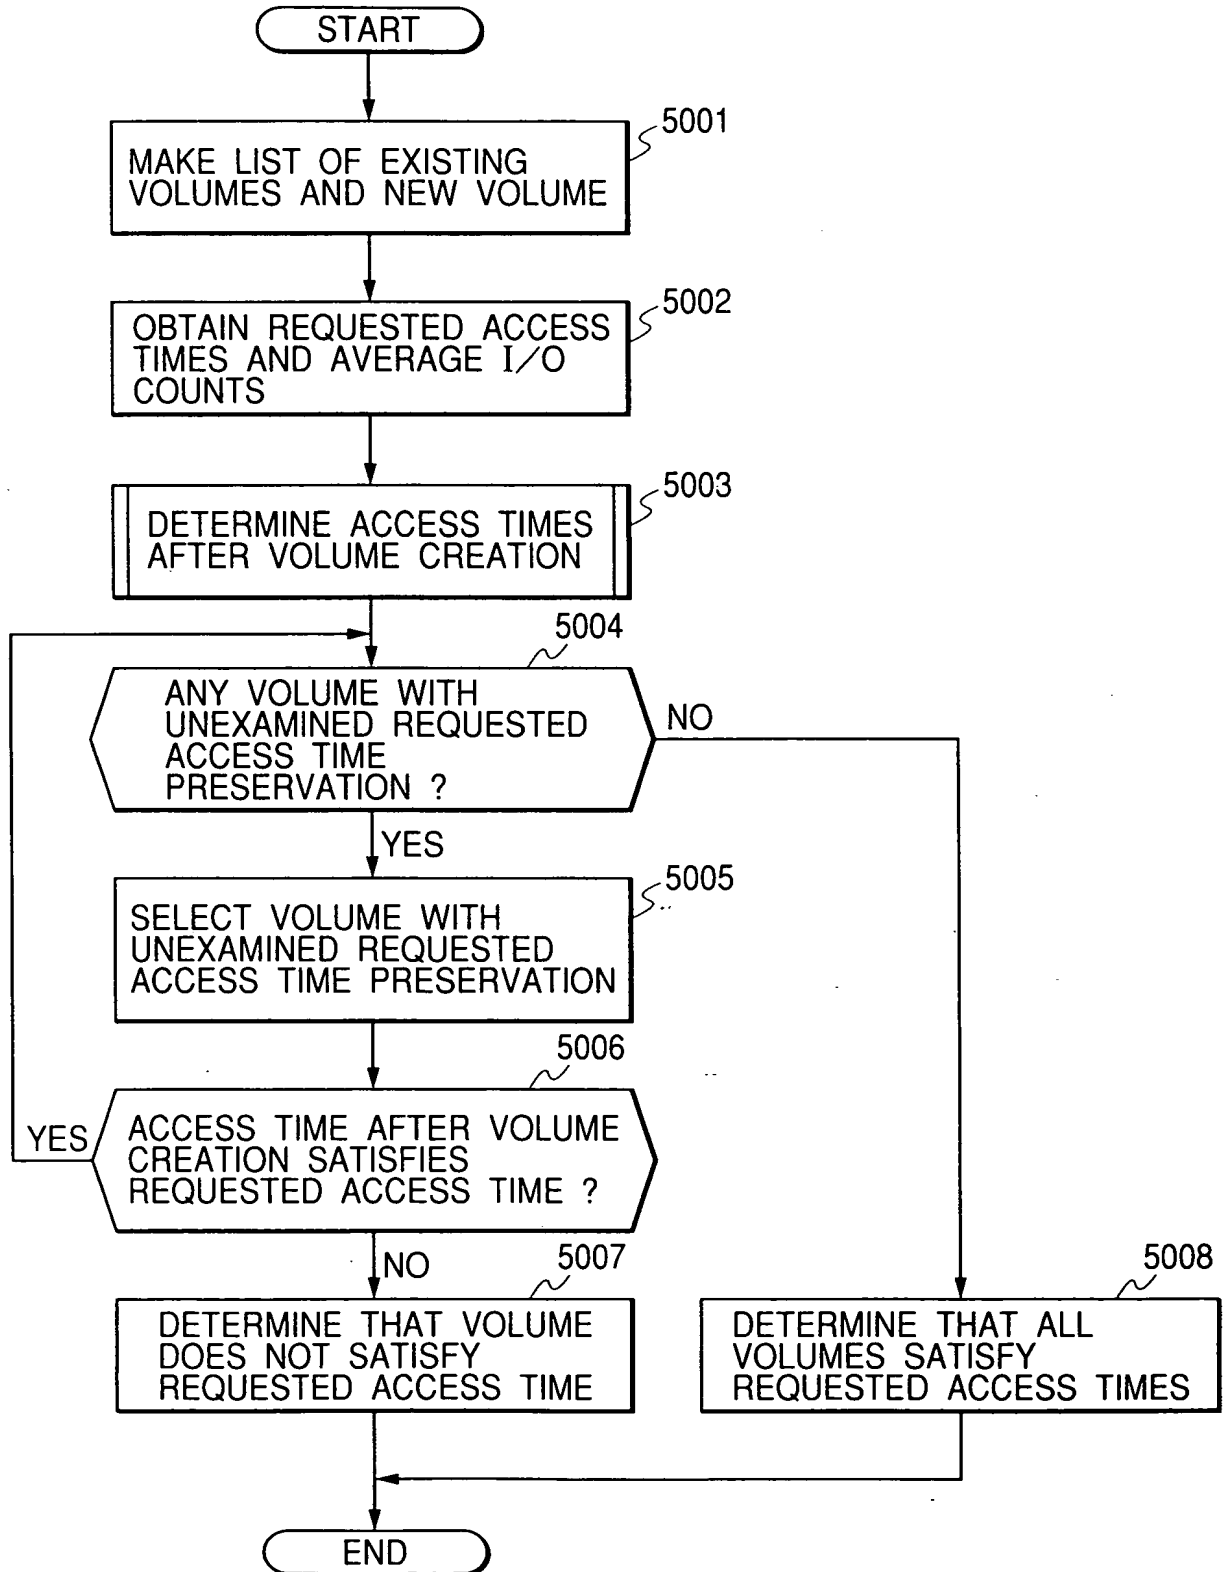 START
5001
MAKE LIST OF EXISTING
VOLUMES AND NEW VOLUME
5002
OBTAIN REQUESTED ACCESS
TIMES AND AVERAGE I/O
COUNTS
5003
DETERMINE ACCESS TIMES
AFTER VOLUME CREATION
5004
ANY VOLUME WITH
UNEXAMINED REQUESTED
ACCESS TIME
PRESERVATION ?
NO
YES
5005
SELECT VOLUME WITH
UNEXAMINED REQUESTED
ACCESS TIME PRESERVATION
5006
YES
ACCESS TIME AFTER VOLUME
CREATION SATISFIES
REQUESTED ACCESS TIME ?
NO
5007
DETERMINE THAT VOLUME
DOES NOT SATISFY
REQUESTED ACCESS TIME
5008
DETERMINE THAT ALL
VOLUMES SATISFY
REQUESTED ACCESS TIMES
END